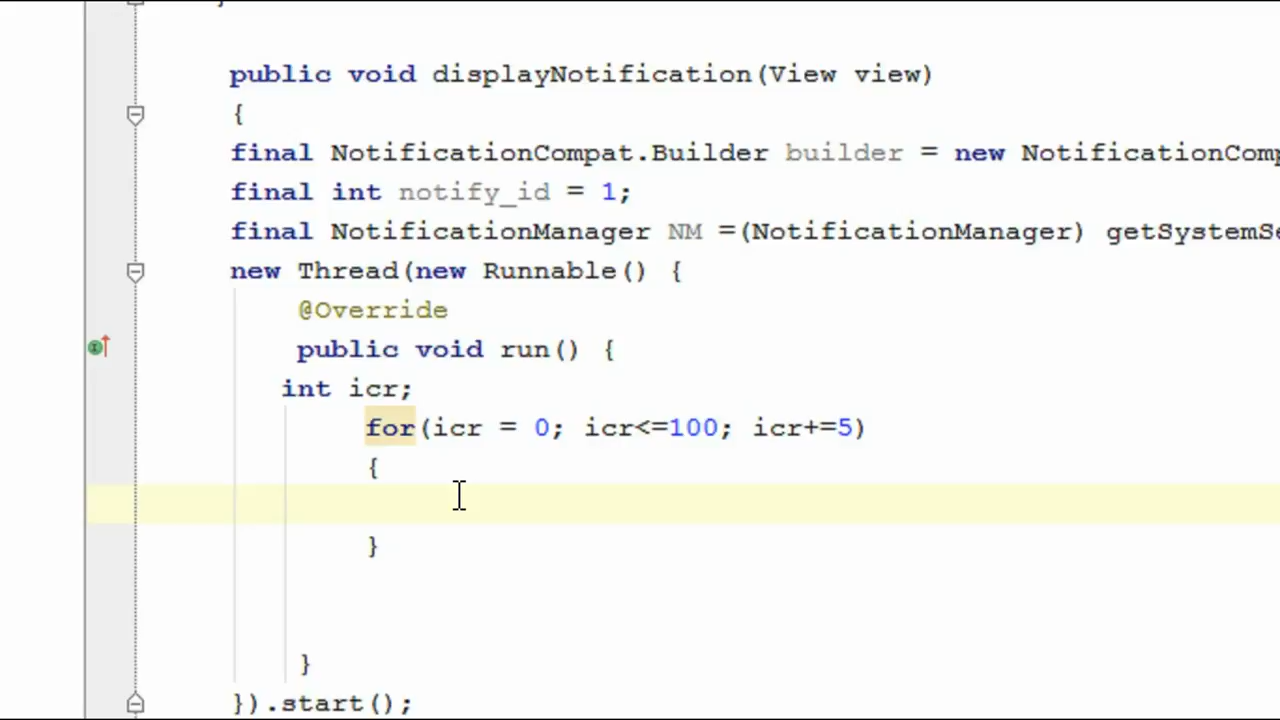 public void displayNotification(View view)
{
final NotificationCompat.Builder builder = new NotificationComp
final int notify_id = 1;
final NotificationManager NM =(NotificationManager) getSystemSe
new Thread(new Runnable() {
@Override
public void run() {
int icr;
for(icr = 0; icr<=100; icr+=5)
{
}
}
}).start();